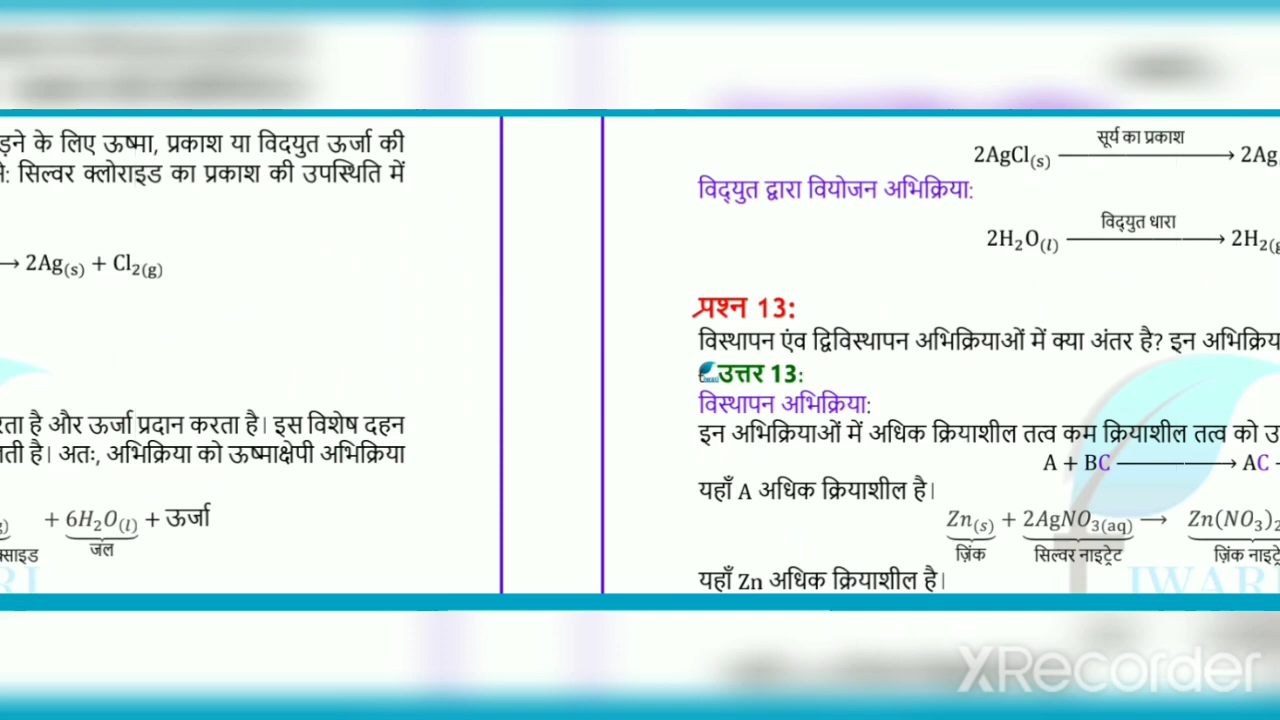 ड़ने के लिए ऊष्मा, प्रकाश या विदयुत ऊर्जा की
: सिल्वर क्लोराइड का प्रकाश की उपस्थिति में
→ 2Ag(s) + Cl₂(g)
रता है और ऊर्जा प्रदान करता है। इस विशेष दहन
ती है। अतः, अभिक्रिया को ऊष्माक्षेपी अभिक्रिया
+ 6H₂O(l) + ऊर्जा
साइड जल
सूर्य का प्रकाश
2AgCl(s) → 2Ag
विद्युत द्वारा वियोजन अभिक्रिया:
विद्युत धारा
2H₂O(l) → 2H₂(g
प्रश्न 13:
विस्थापन एंव द्विविस्थापन अभिक्रियाओं में क्या अंतर है? इन अभिक्रिय
उत्तर 13:
विस्थापन अभिक्रिया:
इन अभिक्रियाओं में अधिक क्रियाशील तत्व कम क्रियाशील तत्व को उ
A + BC → AC
यहाँ A अधिक क्रियाशील है।
Zn(s) + 2AgNO₃(aq) → Zn(NO₃)₂
ज़िंक सिल्वर नाइट्रेट ज़िंक नाइट्रे
यहाँ Zn अधिक क्रियाशील है।
IWARI
XRecorder